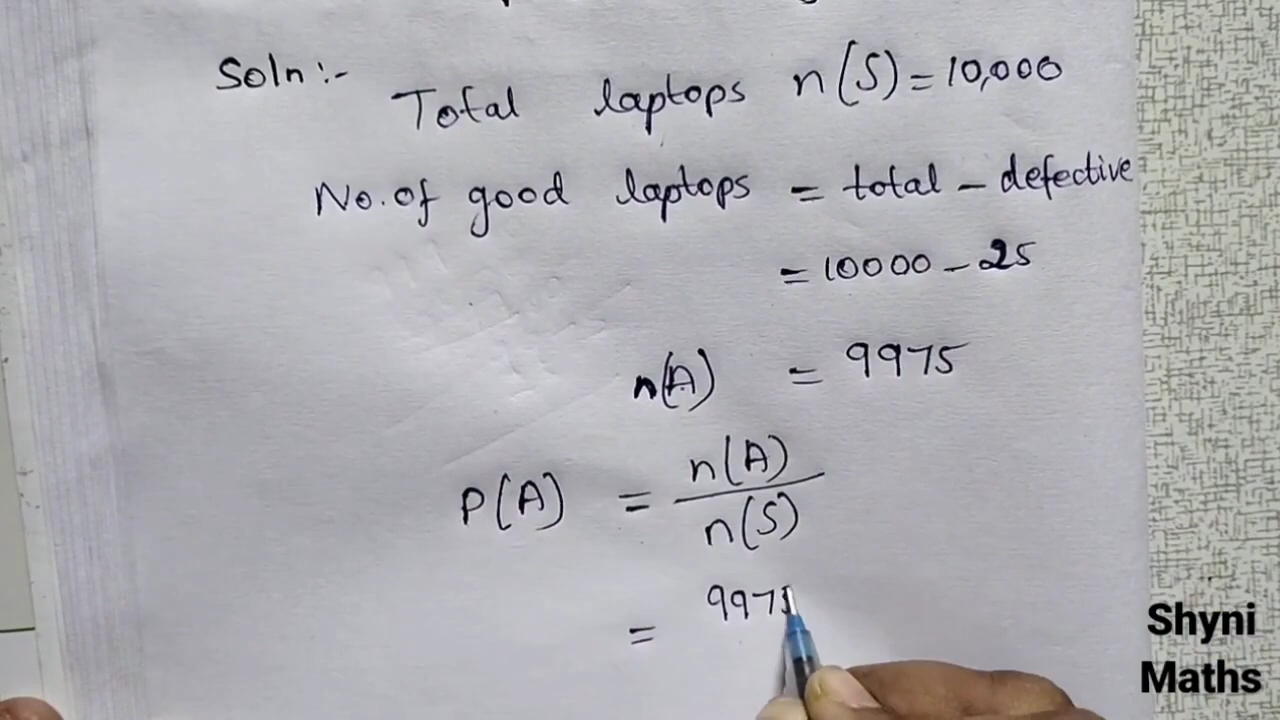 Soln :-
Total laptops n(S) = 10,000
No. of good laptops = total - defective
= 10000 - 25
n(A) = 9975
P(A) = n(A)
n(S)
= 9975
Shyni
Maths